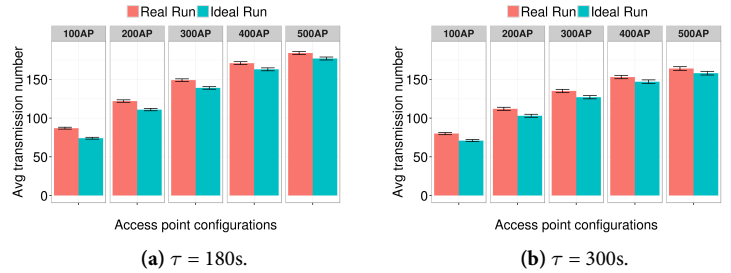 Real Run Ideal Run
100AP 200AP 300AP 400AP 500AP
Avg transmission number
150
100
50
0
Access point configurations
(a) τ = 180s.
Real Run Ideal Run
100AP 200AP 300AP 400AP 500AP
Avg transmission number
150
100
50
0
Access point configurations
(b) τ = 300s.